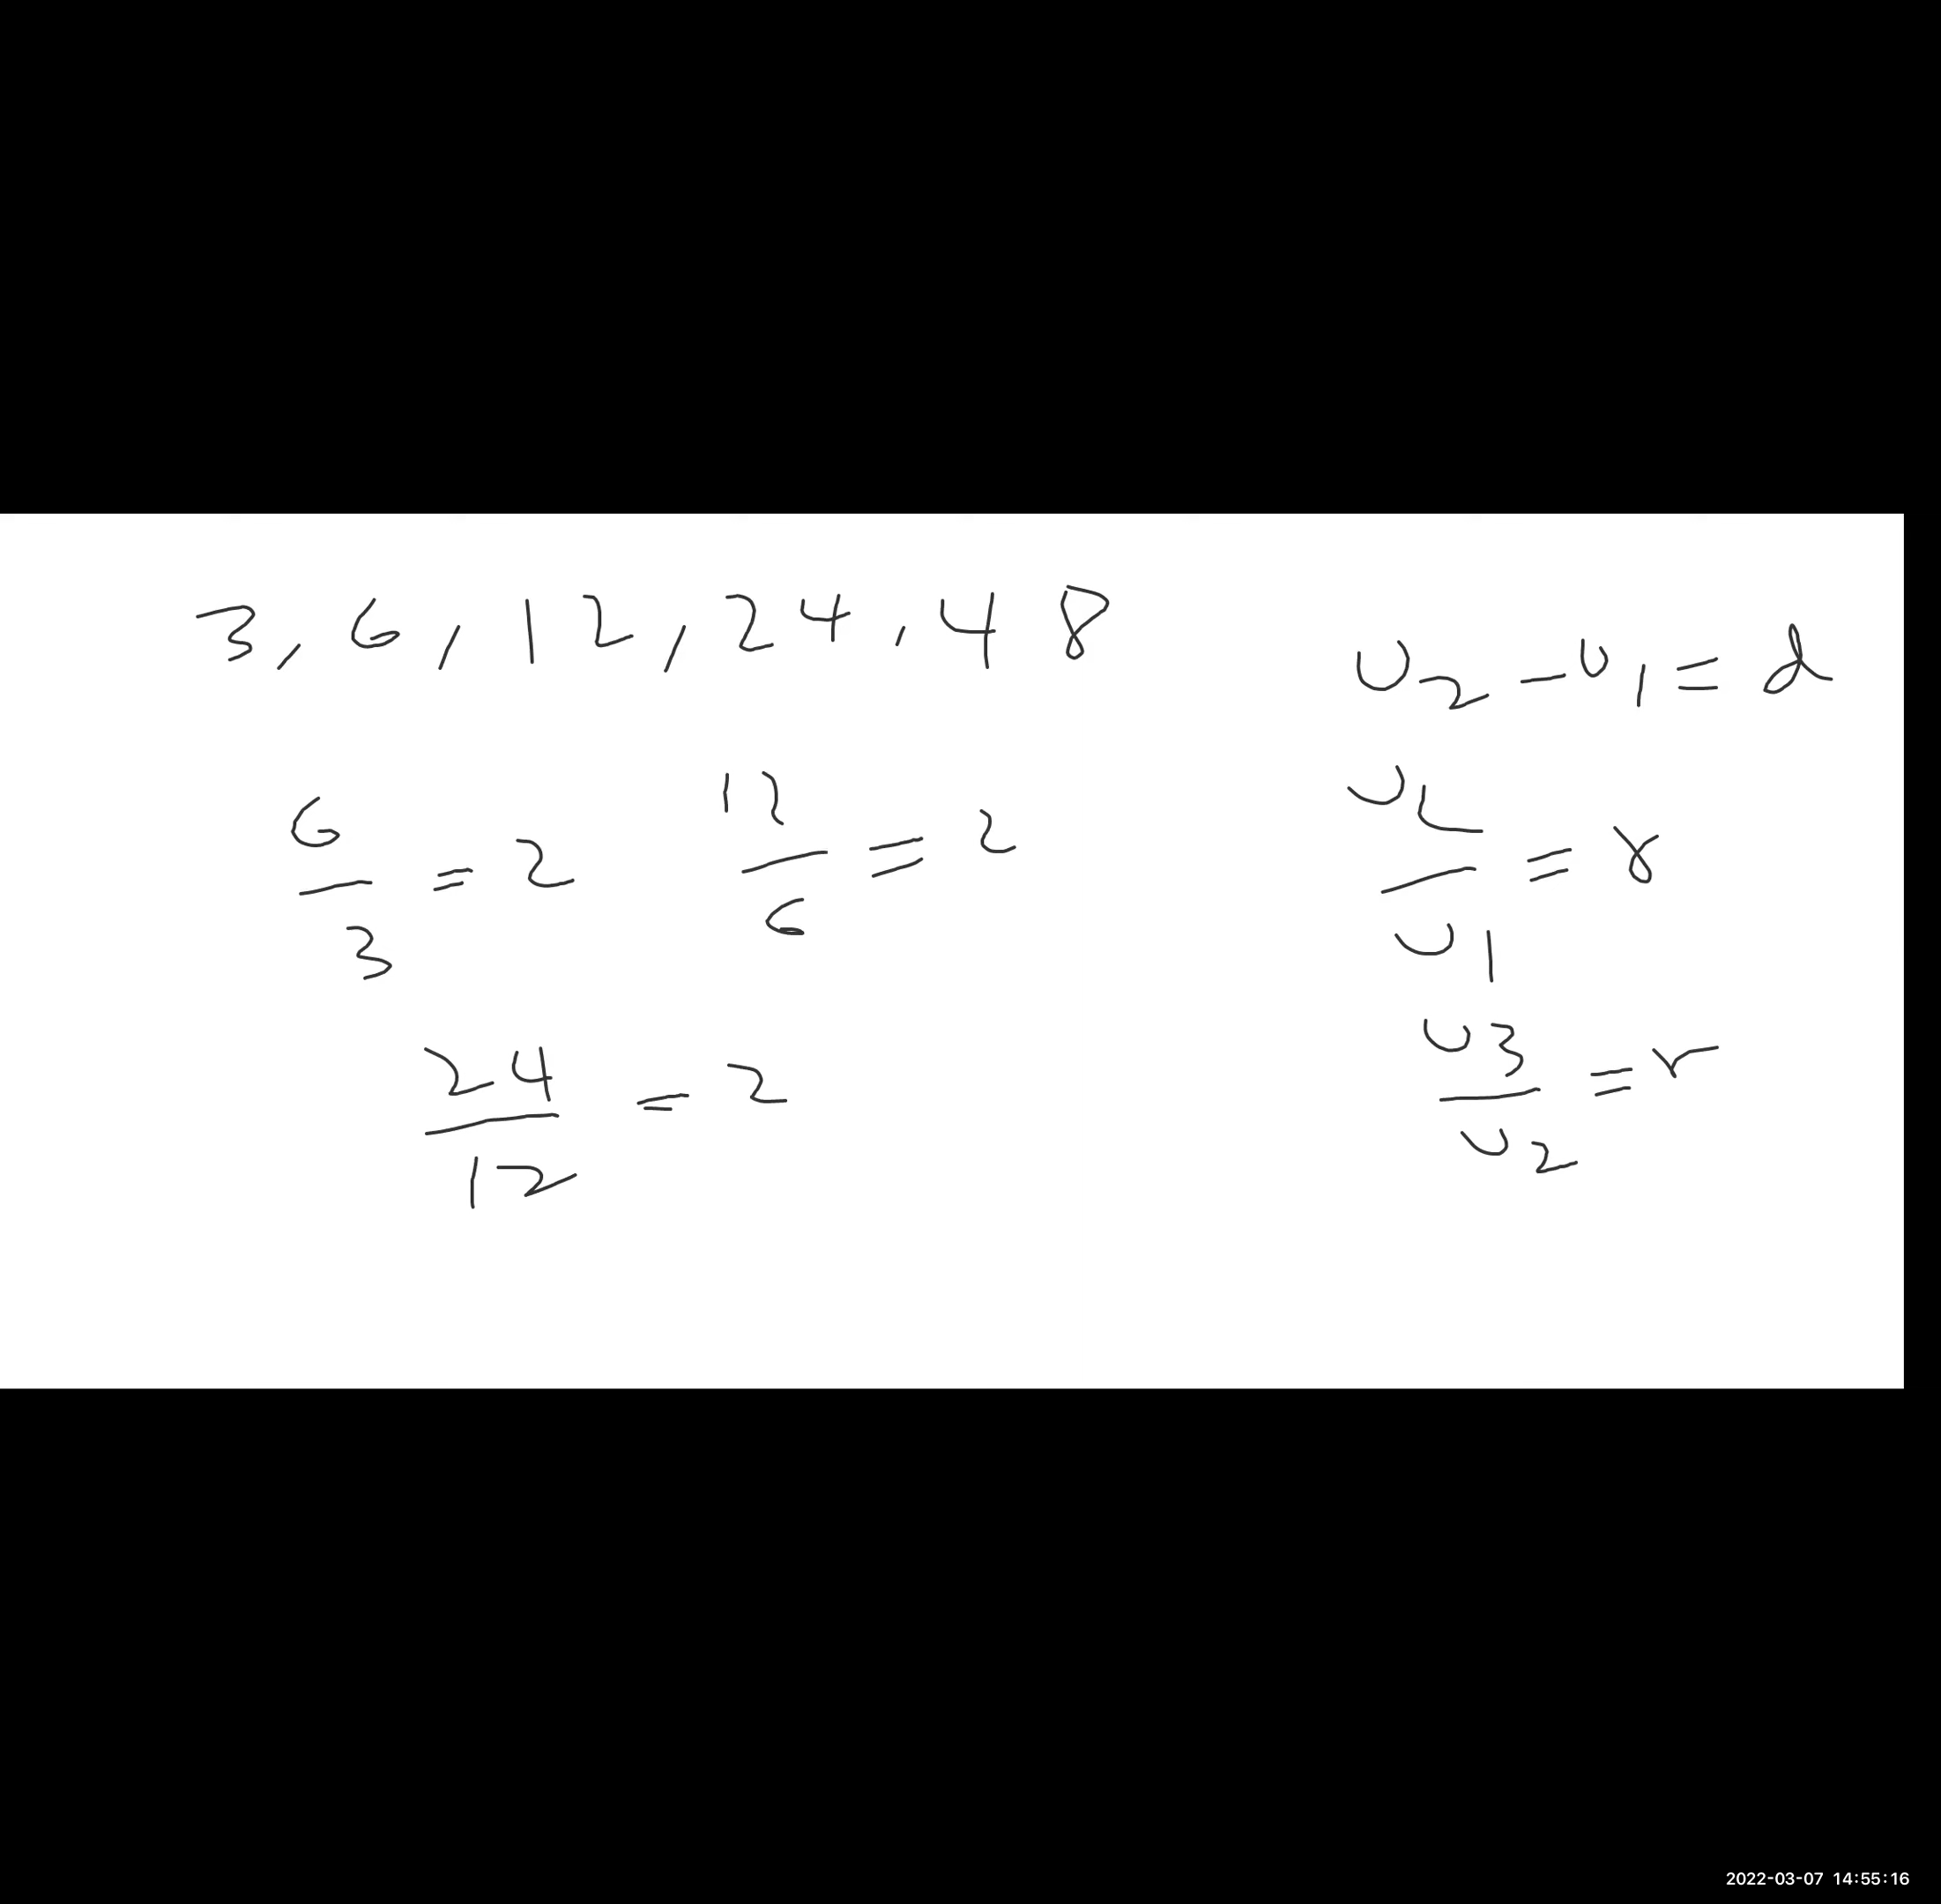 3, 6, 12, 24, 48
U2 - U1 = d
6/3 = 2
12/6 = 2
U2/U1 = r
24/12 = 2
U3/U2 = r
2022-03-07 14:55:16